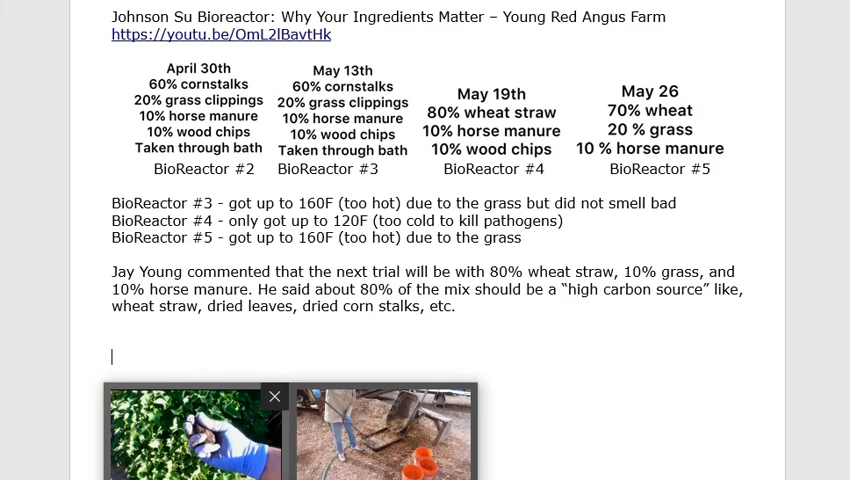 Johnson Su Bioreactor: Why Your Ingredients Matter – Young Red Angus Farm
https://youtu.be/OmL2lBavtHk
April 30th
60% cornstalks
20% grass clippings
10% horse manure
10% wood chips
Taken through bath
BioReactor #2
May 13th
60% cornstalks
20% grass clippings
10% horse manure
10% wood chips
Taken through bath
BioReactor #3
May 19th
80% wheat straw
10% horse manure
10% wood chips
BioReactor #4
May 26
70% wheat
20 % grass
10 % horse manure
BioReactor #5
BioReactor #3 - got up to 160F (too hot) due to the grass but did not smell bad
BioReactor #4 - only got up to 120F (too cold to kill pathogens)
BioReactor #5 - got up to 160F (too hot) due to the grass
Jay Young commented that the next trial will be with 80% wheat straw, 10% grass, and
10% horse manure. He said about 80% of the mix should be a “high carbon source” like,
wheat straw, dried leaves, dried corn stalks, etc.